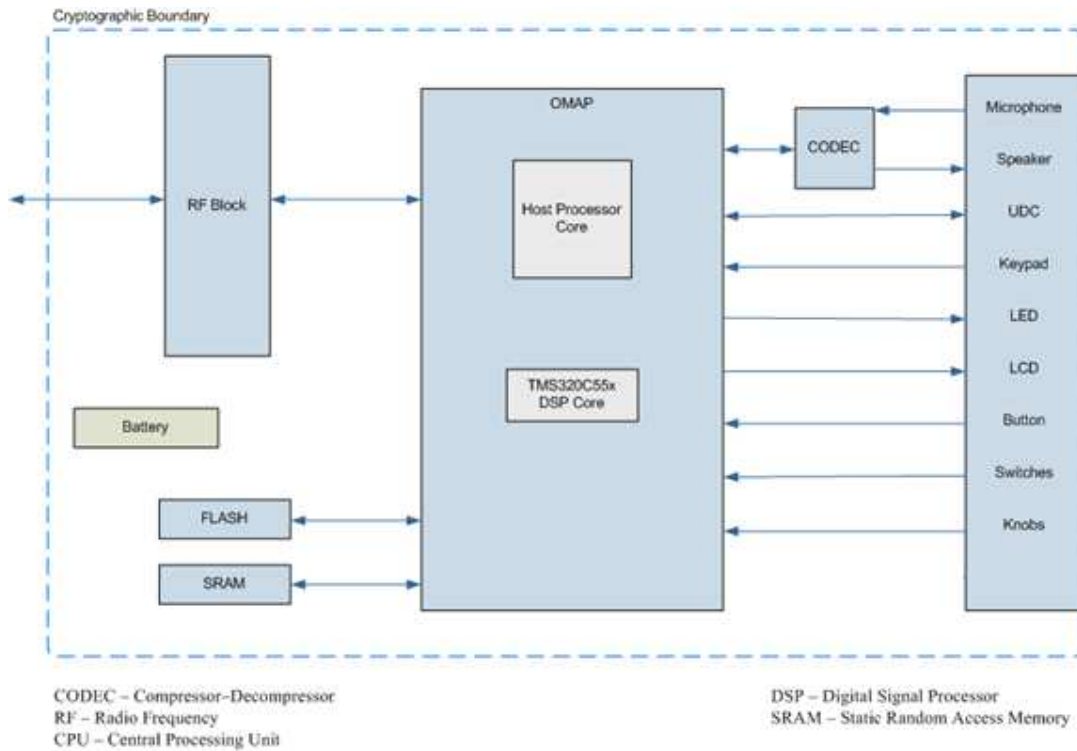 Cryptographic Boundary
OMAP
Microphone
CODEC
Speaker
RF Block
Host Processor
Core
UDC
Keypad
LED
TMS320C55x
DSP Core
LCD
Battery
Button
Switches
FLASH
Knobs
SRAM
CODEC – Compressor–Decompressor
RF – Radio Frequency
CPU – Central Processing Unit
DSP – Digital Signal Processor
SRAM – Static Random Access Memory